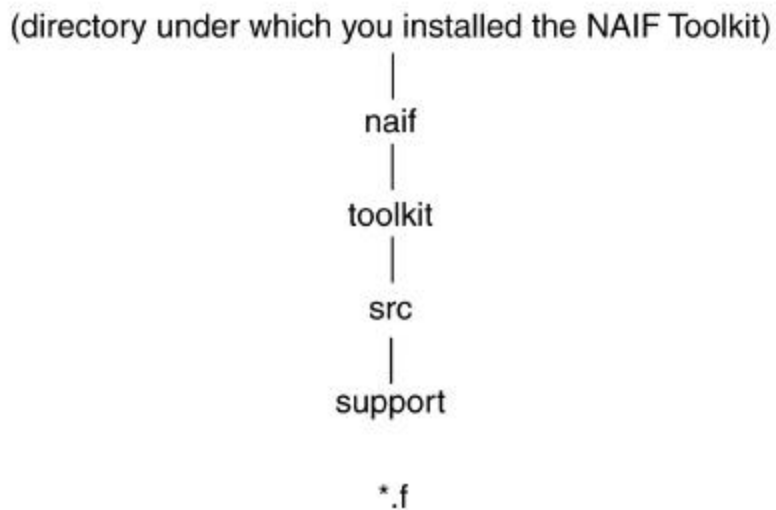 (directory under which you installed the NAIF Toolkit)
naif
toolkit
src
support
*.f